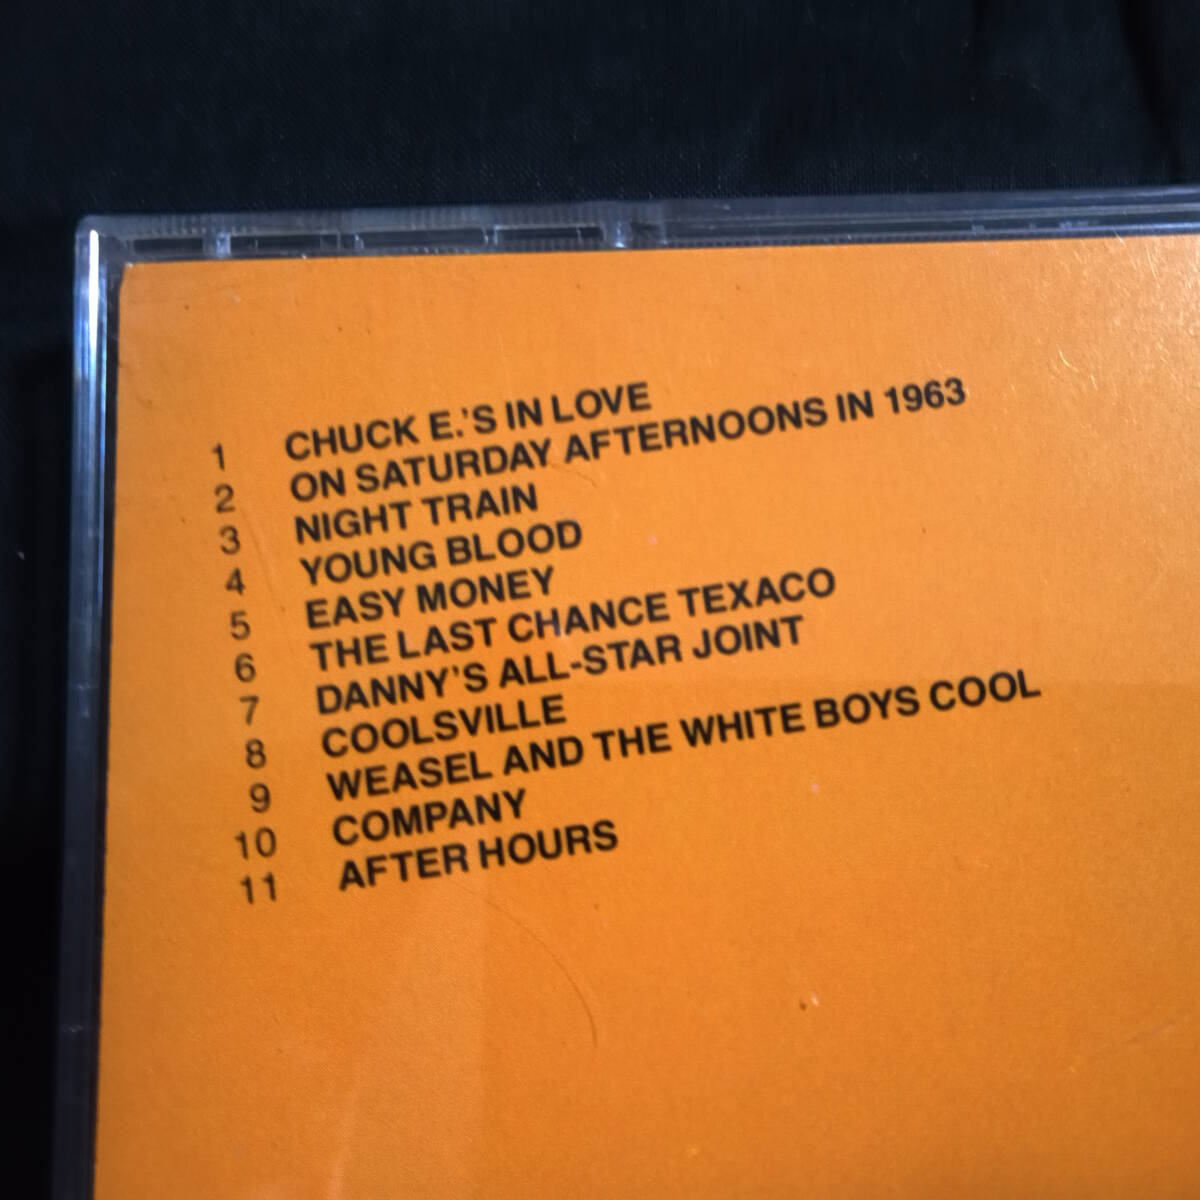 1 CHUCK E.'S IN LOVE
2 ON SATURDAY AFTERNOONS IN 1963
3 NIGHT TRAIN
4 YOUNG BLOOD
5 EASY MONEY
6 THE LAST CHANCE TEXACO
7 DANNY'S ALL-STAR JOINT
8 COOLSVILLE
9 WEASEL AND THE WHITE BOYS COOL
10 COMPANY
11 AFTER HOURS